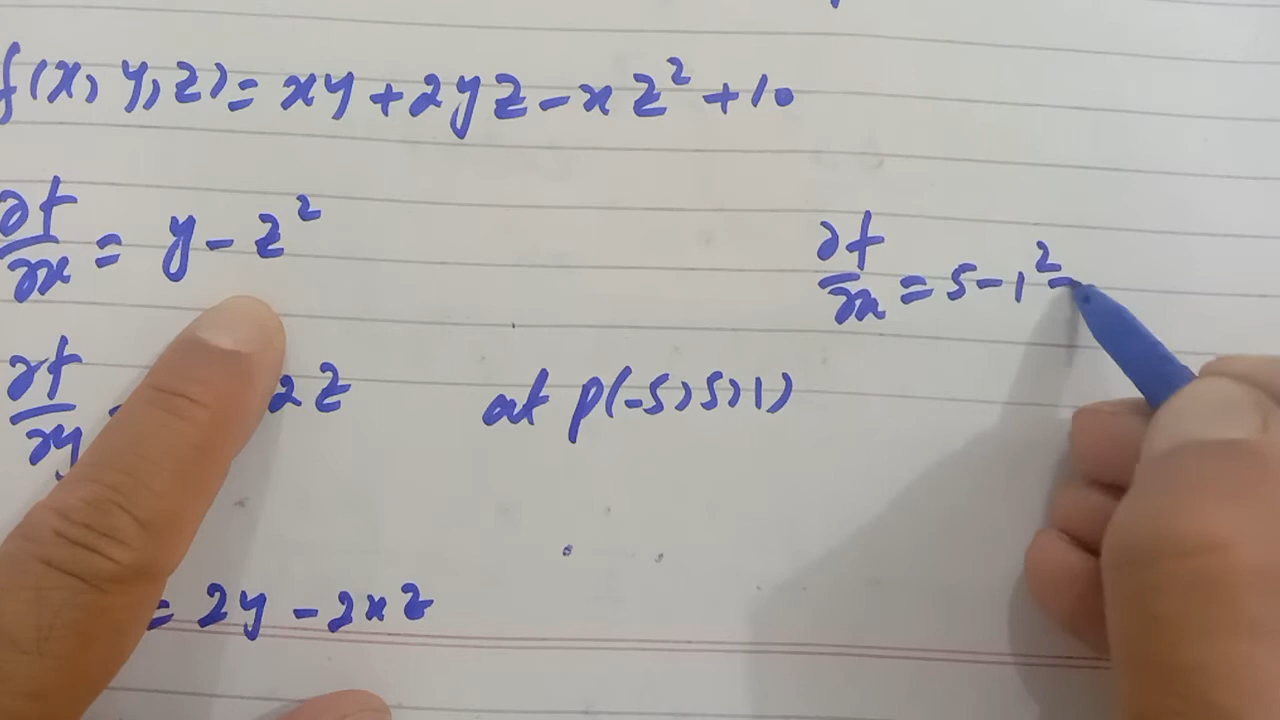 f(x, y, z) = xy + 2yz - xz² + 10
∂f/∂x = y - z²
∂f/∂x = 5 - 1² =
∂f/∂y 2z
at p(-5, 5, 1)
= 2y - 2xz